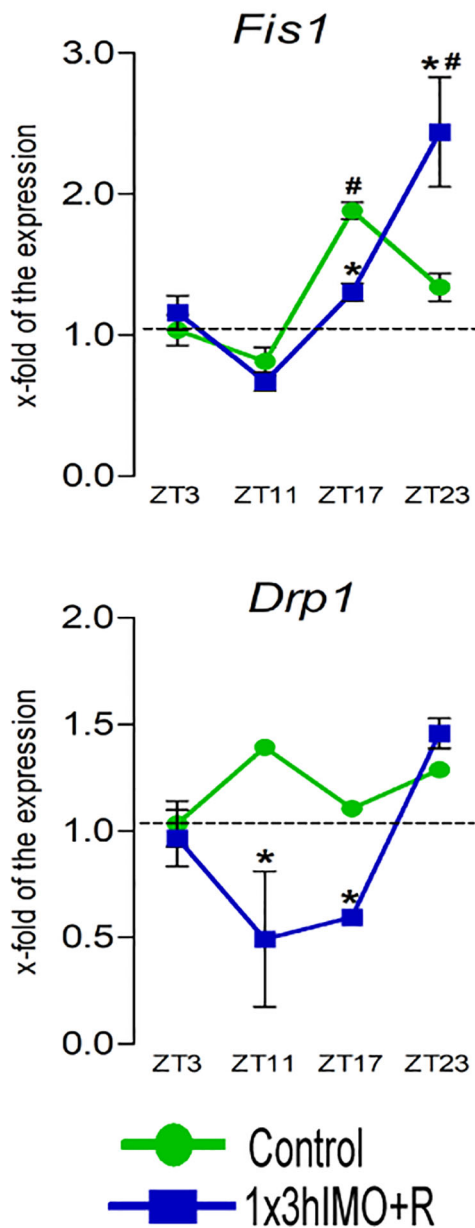 Fis1
3.0
2.0
1.0
0.0
x-fold of the expression
* #
#
*
ZT3 ZT11 ZT17 ZT23
Drp1
2.0
1.5
1.0
0.5
0.0
x-fold of the expression
* *
ZT3 ZT11 ZT17 ZT23
Control
1x3hIMO+R